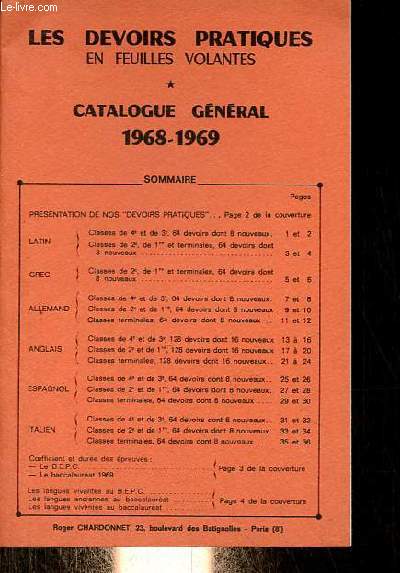 Le-livre.com
LES DEVOIRS PRATIQUES
EN FEUILLES VOLANTES
★
CATALOGUE GÉNÉRAL
1968-1969
SOMMAIRE
Pages
PRESENTATION DE NOS "DEVOIRS PRATIQUES" . . . Page 2 de la couverture
LATIN
Classes de 4e et de 3e, 64 devoirs dont 8 nouveaux. 1 et 2
Classes de 2e, de 1re et terminales, 64 devoirs dont
8 nouveaux 3 et 4
GREC
Classes de 2e, de 1re et terminales, 64 devoirs dont
8 nouveaux 5 et 6
ALLEMAND
Classes de 4e et de 3e, 64 devoirs dont 8 nouveaux. 7 et 8
Classes de 2e et de 1re, 64 devoirs dont 8 nouveaux 9 et 10
Classes terminales, 64 devoirs dont 8 nouveaux 11 et 12
ANGLAIS
Classes de 4e et de 3e, 128 devoirs dont 16 nouveaux 13 à 16
Classes de 2e et de 1re, 128 devoirs dont 16 nouveaux 17 à 20
Classes terminales, 128 devoirs dont 16 nouveaux 21 à 24
ESPAGNOL
Classes de 4e et de 3e, 64 devoirs dont 8 nouveaux 25 et 26
Classes de 2e et de 1re, 64 devoirs dont 8 nouveaux 27 et 28
Classes terminales, 64 devoirs dont 8 nouveaux 29 et 30
ITALIEN
Classes de 4e et de 3e, 64 devoirs dont 8 nouveaux 31 et 32
Classes de 2e et de 1re, 64 devoirs dont 8 nouveaux 33 et 34
Classes terminales, 64 devoirs dont 8 nouveaux 35 et 36
Coefficient et durée des épreuves :
— Le B.E.P.C.
— Le baccalauréat 1969
Page 3 de la couverture
Les langues vivantes au B.E.P.C.
Les langues anciennes au baccalauréat
Les langues vivantes au baccalauréat
Page 4 de la couverture
Roger CHARDONNET 23, boulevard des Batignolles - Paris (8e)